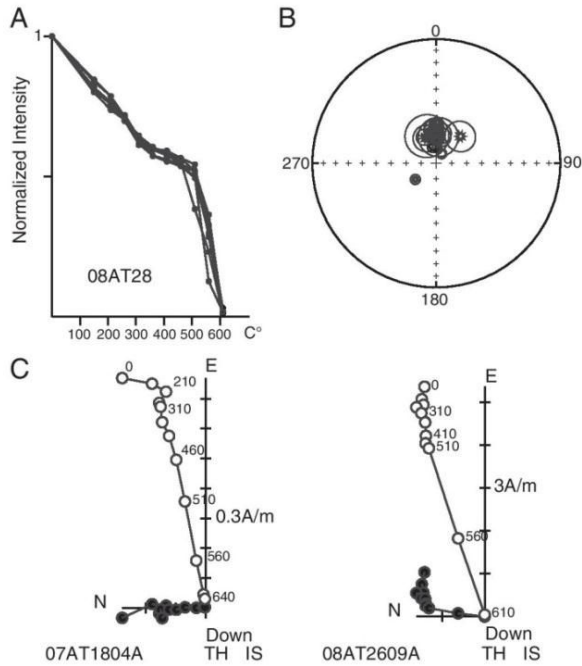 A
1
Normalized Intensity
08AT28
100 200 300 400 500 600 C°
B
0
270
90
180
C
E
0
210
310
460
510
0.3A/m
560
640
N
Down
07AT1804A TH IS
E
0
310
410
510
3A/m
560
N
610
Down
08AT2609A TH IS